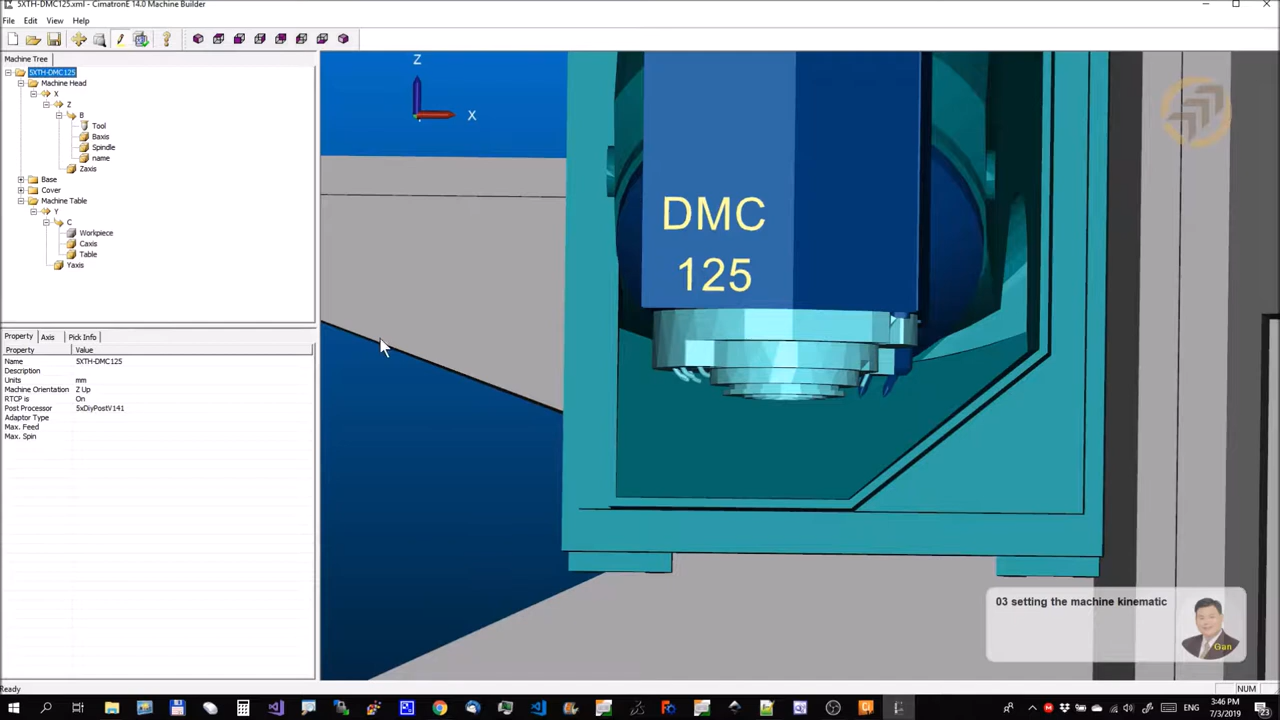 5XTH-DMC125.xml - CimatronE 14.0 Machine Builder
File Edit View Help
Machine Tree
5XTH-DMC125
Machine Head
X
Z
B
Tool
Baxis
Spindle
name
Zaxis
Base
Cover
Machine Table
Y
C
Workpiece
Caxis
Table
Yaxis
Property Axis Pick Info
Property Value
Name 5XTH-DMC125
Description
Units mm
Machine Orientation Z Up
RTCP is On
Post Processor 5xDiyPostV141
Adaptor Type
Max. Feed
Max. Spin
Z
X
DMC
125
03 setting the machine kinematic
Gan
Ready
NUM
3:46 PM
7/3/2019
23